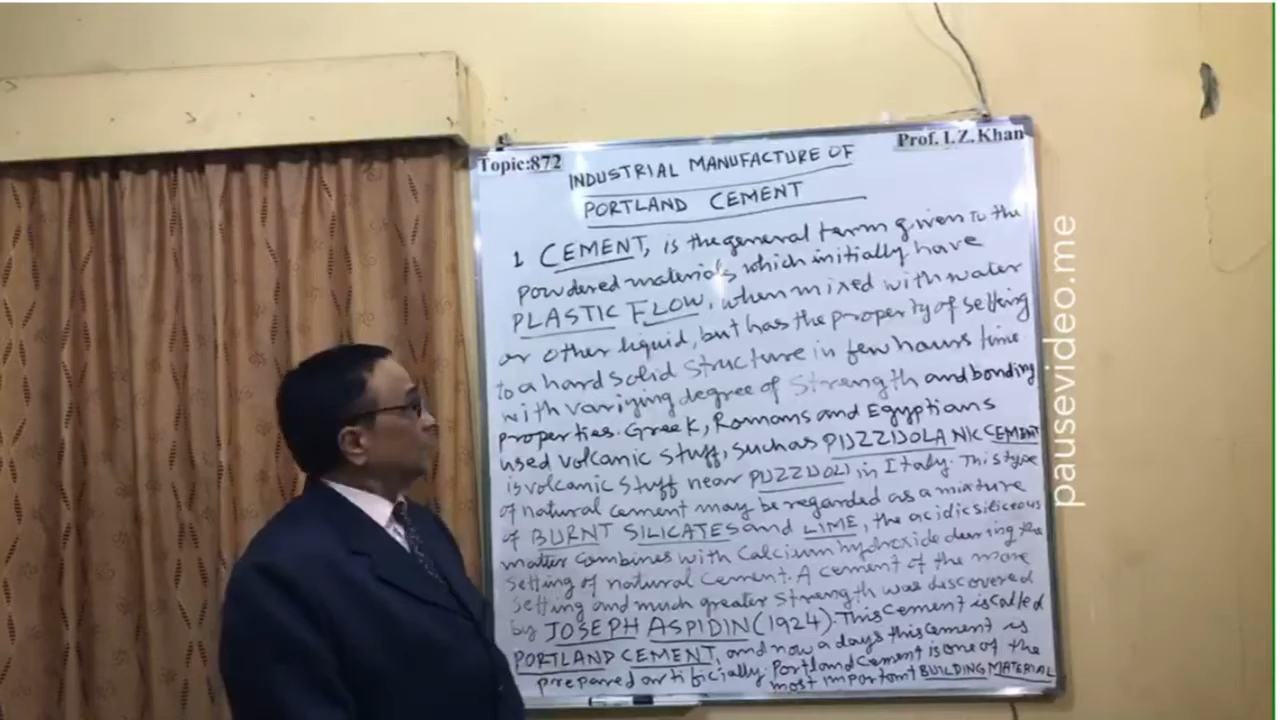 Topic:872
Prof. I. Z. Khan
INDUSTRIAL MANUFACTURE OF
PORTLAND CEMENT
1 CEMENT, is the general term given to the
powdered materials which initially have
PLASTIC FLOW, when mixed with water
or other liquid, but has the property of setting
to a hard solid structure in few hours time
with variying degree of strength and bonding
properties. Greek, Romans and Egyptians
used volcanic stuff, such as PUZZUOLANIC CEMENT
is volcanic stuff near PUZZUOLI in Italy. This type
of natural cement may be regarded as a mixture
of BURNT SILICATES and LIME, the acidic siliceous
matter combines with Calcium hydroxide during the
setting of natural cement. A cement of the more
setting and much greater strength was discovered
by JOSEPH ASPIDIN (1924). This cement is called
PORTLAND CEMENT, and now a days this cement is
prepared artificially. Portland cement is one of the
most important BUILDING MATERIAL
pausevideo.me